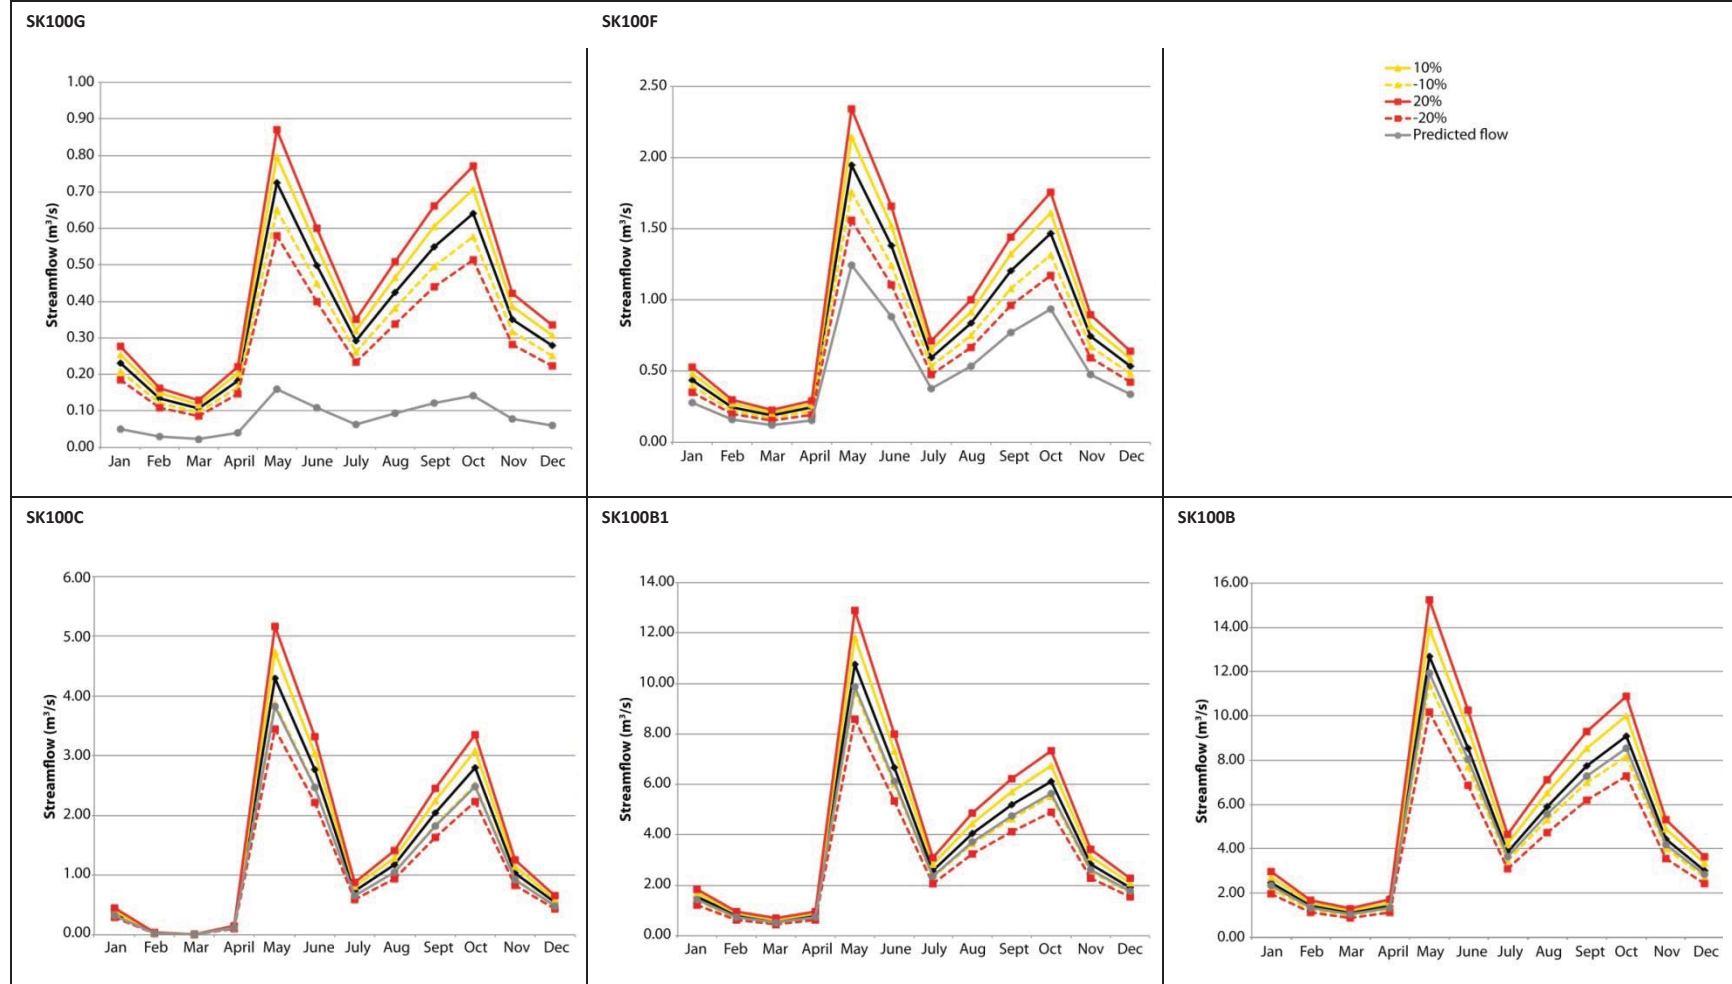 SK100G
SK100F
1.00
0.90
0.80
0.70
0.60
0.50
0.40
0.30
0.20
0.10
0.00
Streamflow (m³/s)
Jan Feb Mar April May June July Aug Sept Oct Nov Dec
2.50
2.00
1.50
1.00
0.50
0.00
Streamflow (m³/s)
Jan Feb Mar April May June July Aug Sept Oct Nov Dec
10%
-10%
20%
-20%
Predicted flow
SK100C
SK100B1
SK100B
6.00
5.00
4.00
3.00
2.00
1.00
0.00
Streamflow (m³/s)
Jan Feb Mar April May June July Aug Sept Oct Nov Dec
14.00
12.00
10.00
8.00
6.00
4.00
2.00
0.00
Streamflow (m³/s)
Jan Feb Mar April May June July Aug Sept Oct Nov Dec
16.00
14.00
12.00
10.00
8.00
6.00
4.00
2.00
0.00
Streamflow (m³/s)
Jan Feb Mar April May June July Aug Sept Oct Nov Dec